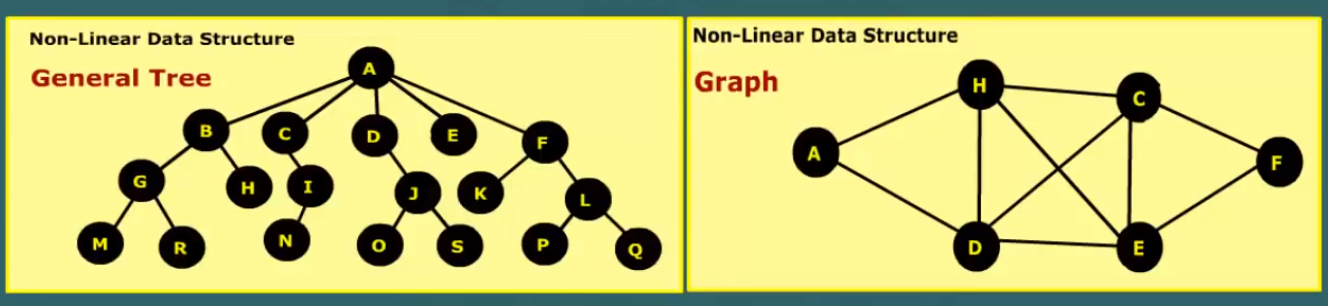 Non-Linear Data Structure
General Tree
A
B C D E F
G H I J K L
M R N O S P Q
Non-Linear Data Structure
Graph
H C
A F
D E